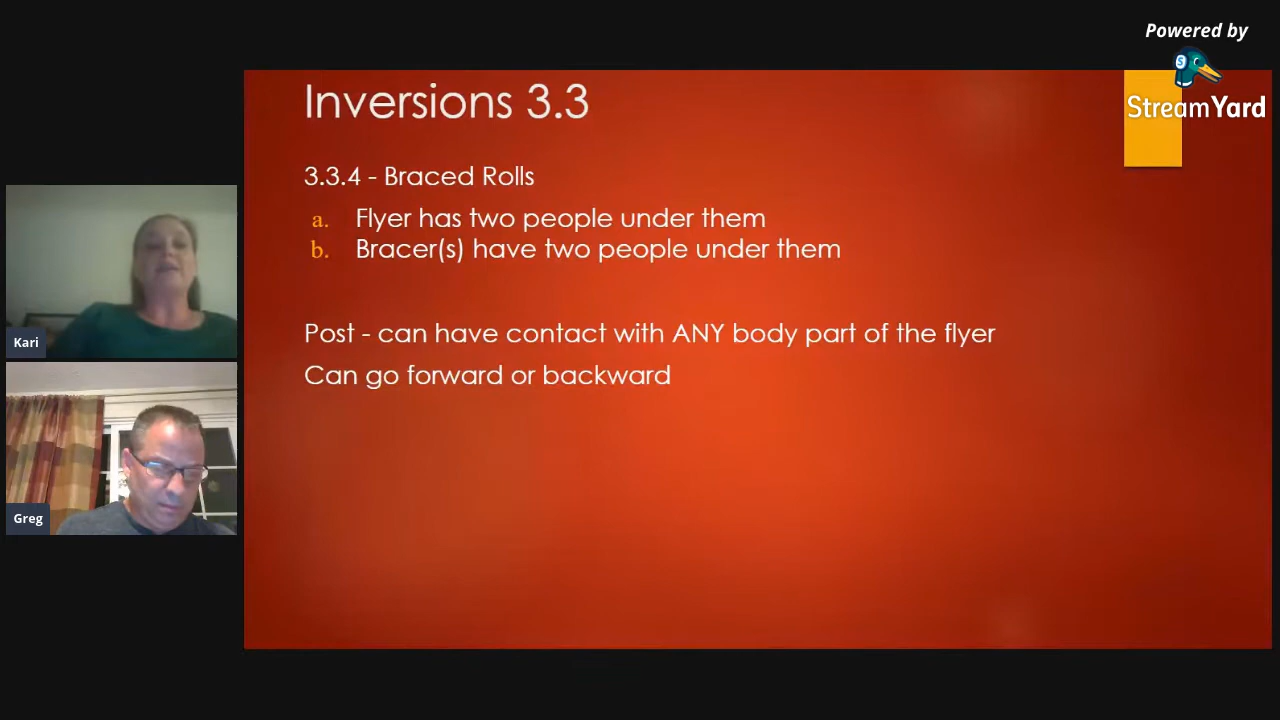 Powered by
StreamYard
Inversions 3.3
3.3.4 - Braced Rolls
a. Flyer has two people under them
b. Bracer(s) have two people under them
Post - can have contact with ANY body part of the flyer
Can go forward or backward
Kari
Greg